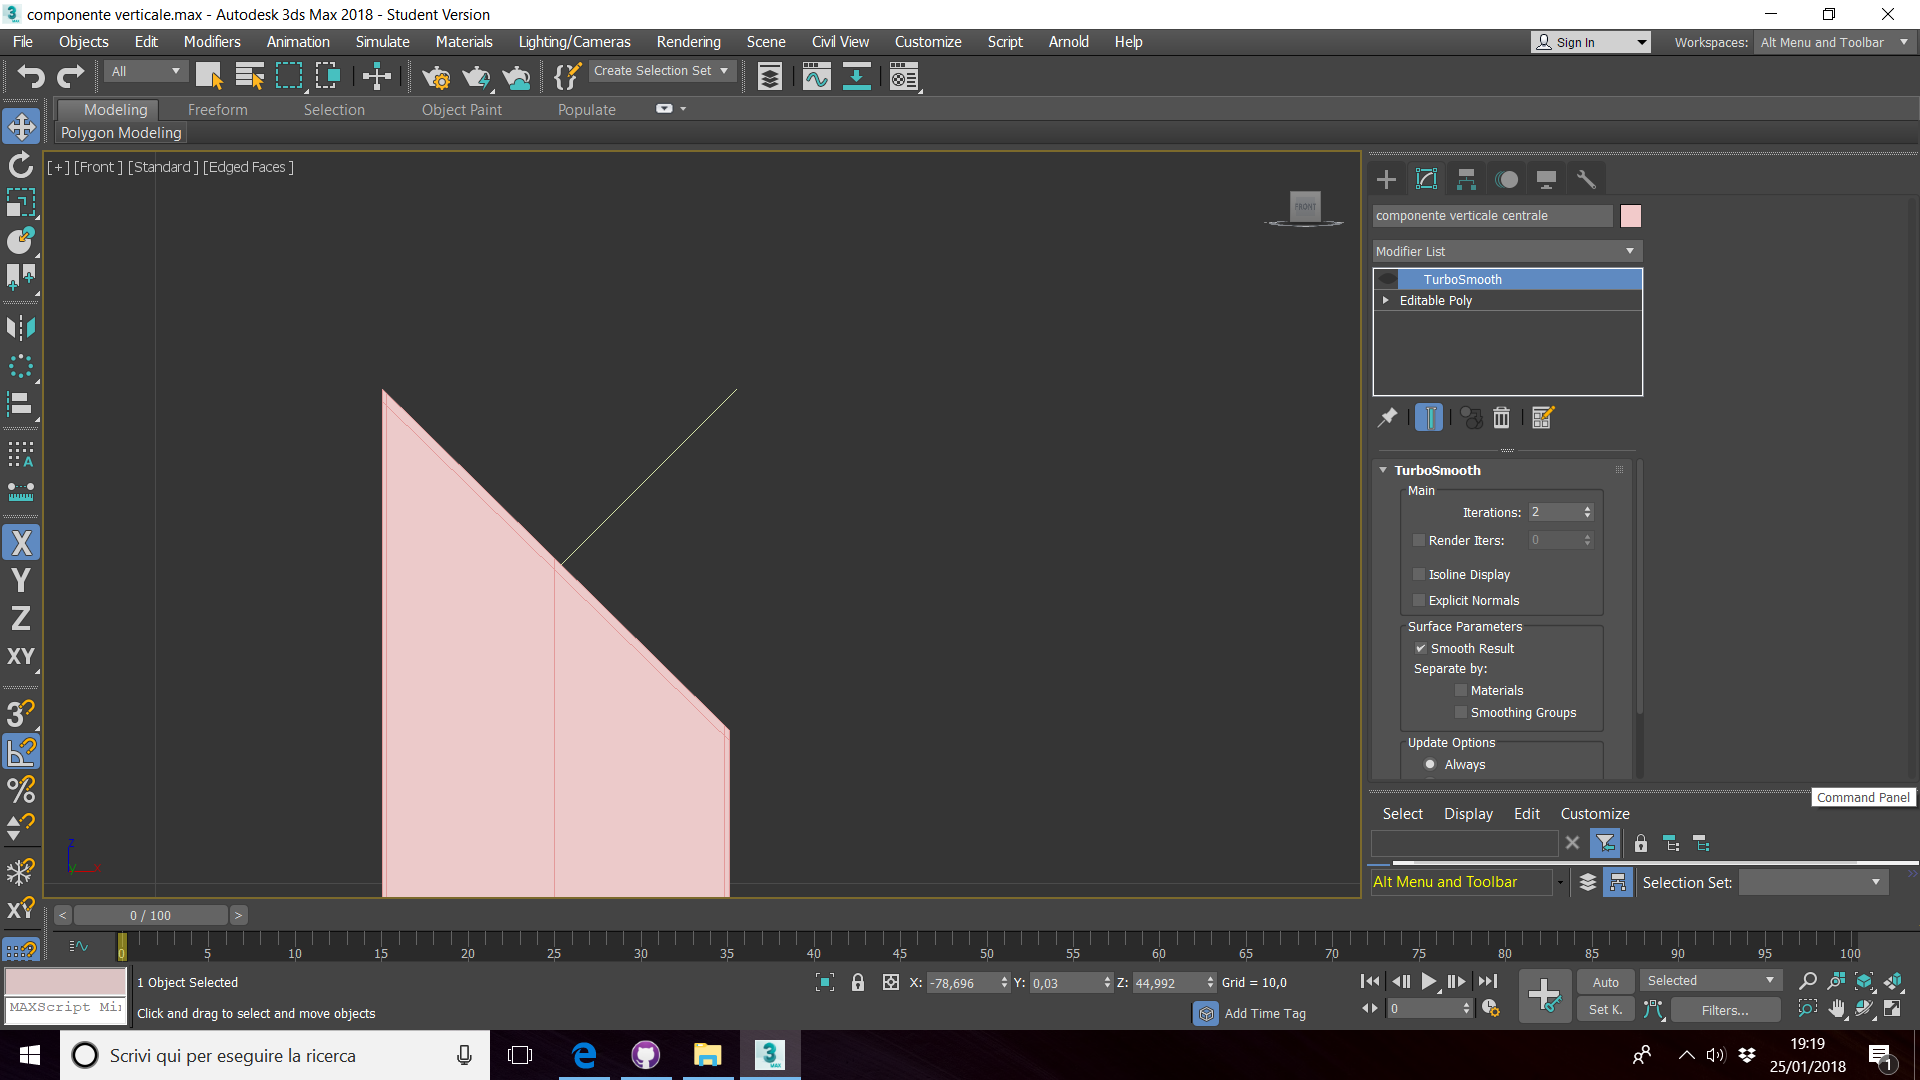 componente verticale.max - Autodesk 3ds Max 2018 - Student Version
File Objects Edit Modifiers Animation Simulate Materials Lighting/Cameras Rendering Scene Civil View Customize Script Arnold Help
Sign In Workspaces: Alt Menu and Toolbar
All Create Selection Set
Modeling Freeform Selection Object Paint Populate
Polygon Modeling
[+] [Front ] [Standard ] [Edged Faces ]
FRONT
componente verticale centrale
Modifier List
TurboSmooth
Editable Poly
TurboSmooth
Main
Iterations: 2
Render Iters: 0
Isoline Display
Explicit Normals
Surface Parameters
Smooth Result
Separate by:
Materials
Smoothing Groups
Update Options
Always
Command Panel
Select Display Edit Customize
Alt Menu and Toolbar Selection Set:
X
Y
Z
XY
3
%
XY
z
y
x
< 0 / 100 >
0 5 10 15 20 25 30 35 40 45 50 55 60 65 70 75 80 85 90 95 100
1 Object Selected X: -78,696 Y: 0,03 Z: 44,992 Grid = 10,0
Auto Selected
MAXScript Mi
Click and drag to select and move objects
Add Time Tag
0
Set K. Filters...
Scrivi qui per eseguire la ricerca
3
MAX
19:19
25/01/2018
1